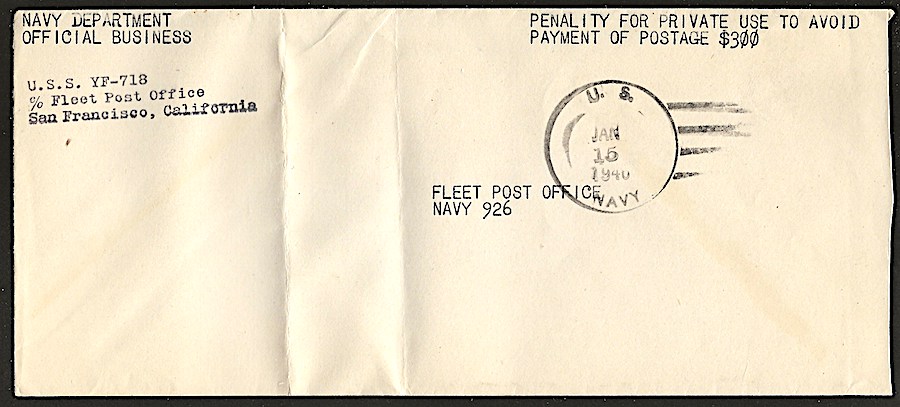 NAVY DEPARTMENT
OFFICIAL BUSINESS
PENALITY FOR PRIVATE USE TO AVOID
PAYMENT OF POSTAGE $300
U.S.S. YF-718
% Fleet Post Office
San Francisco, California
U. S.
JAN
15
1946
NAVY
FLEET POST OFFICE
NAVY 926